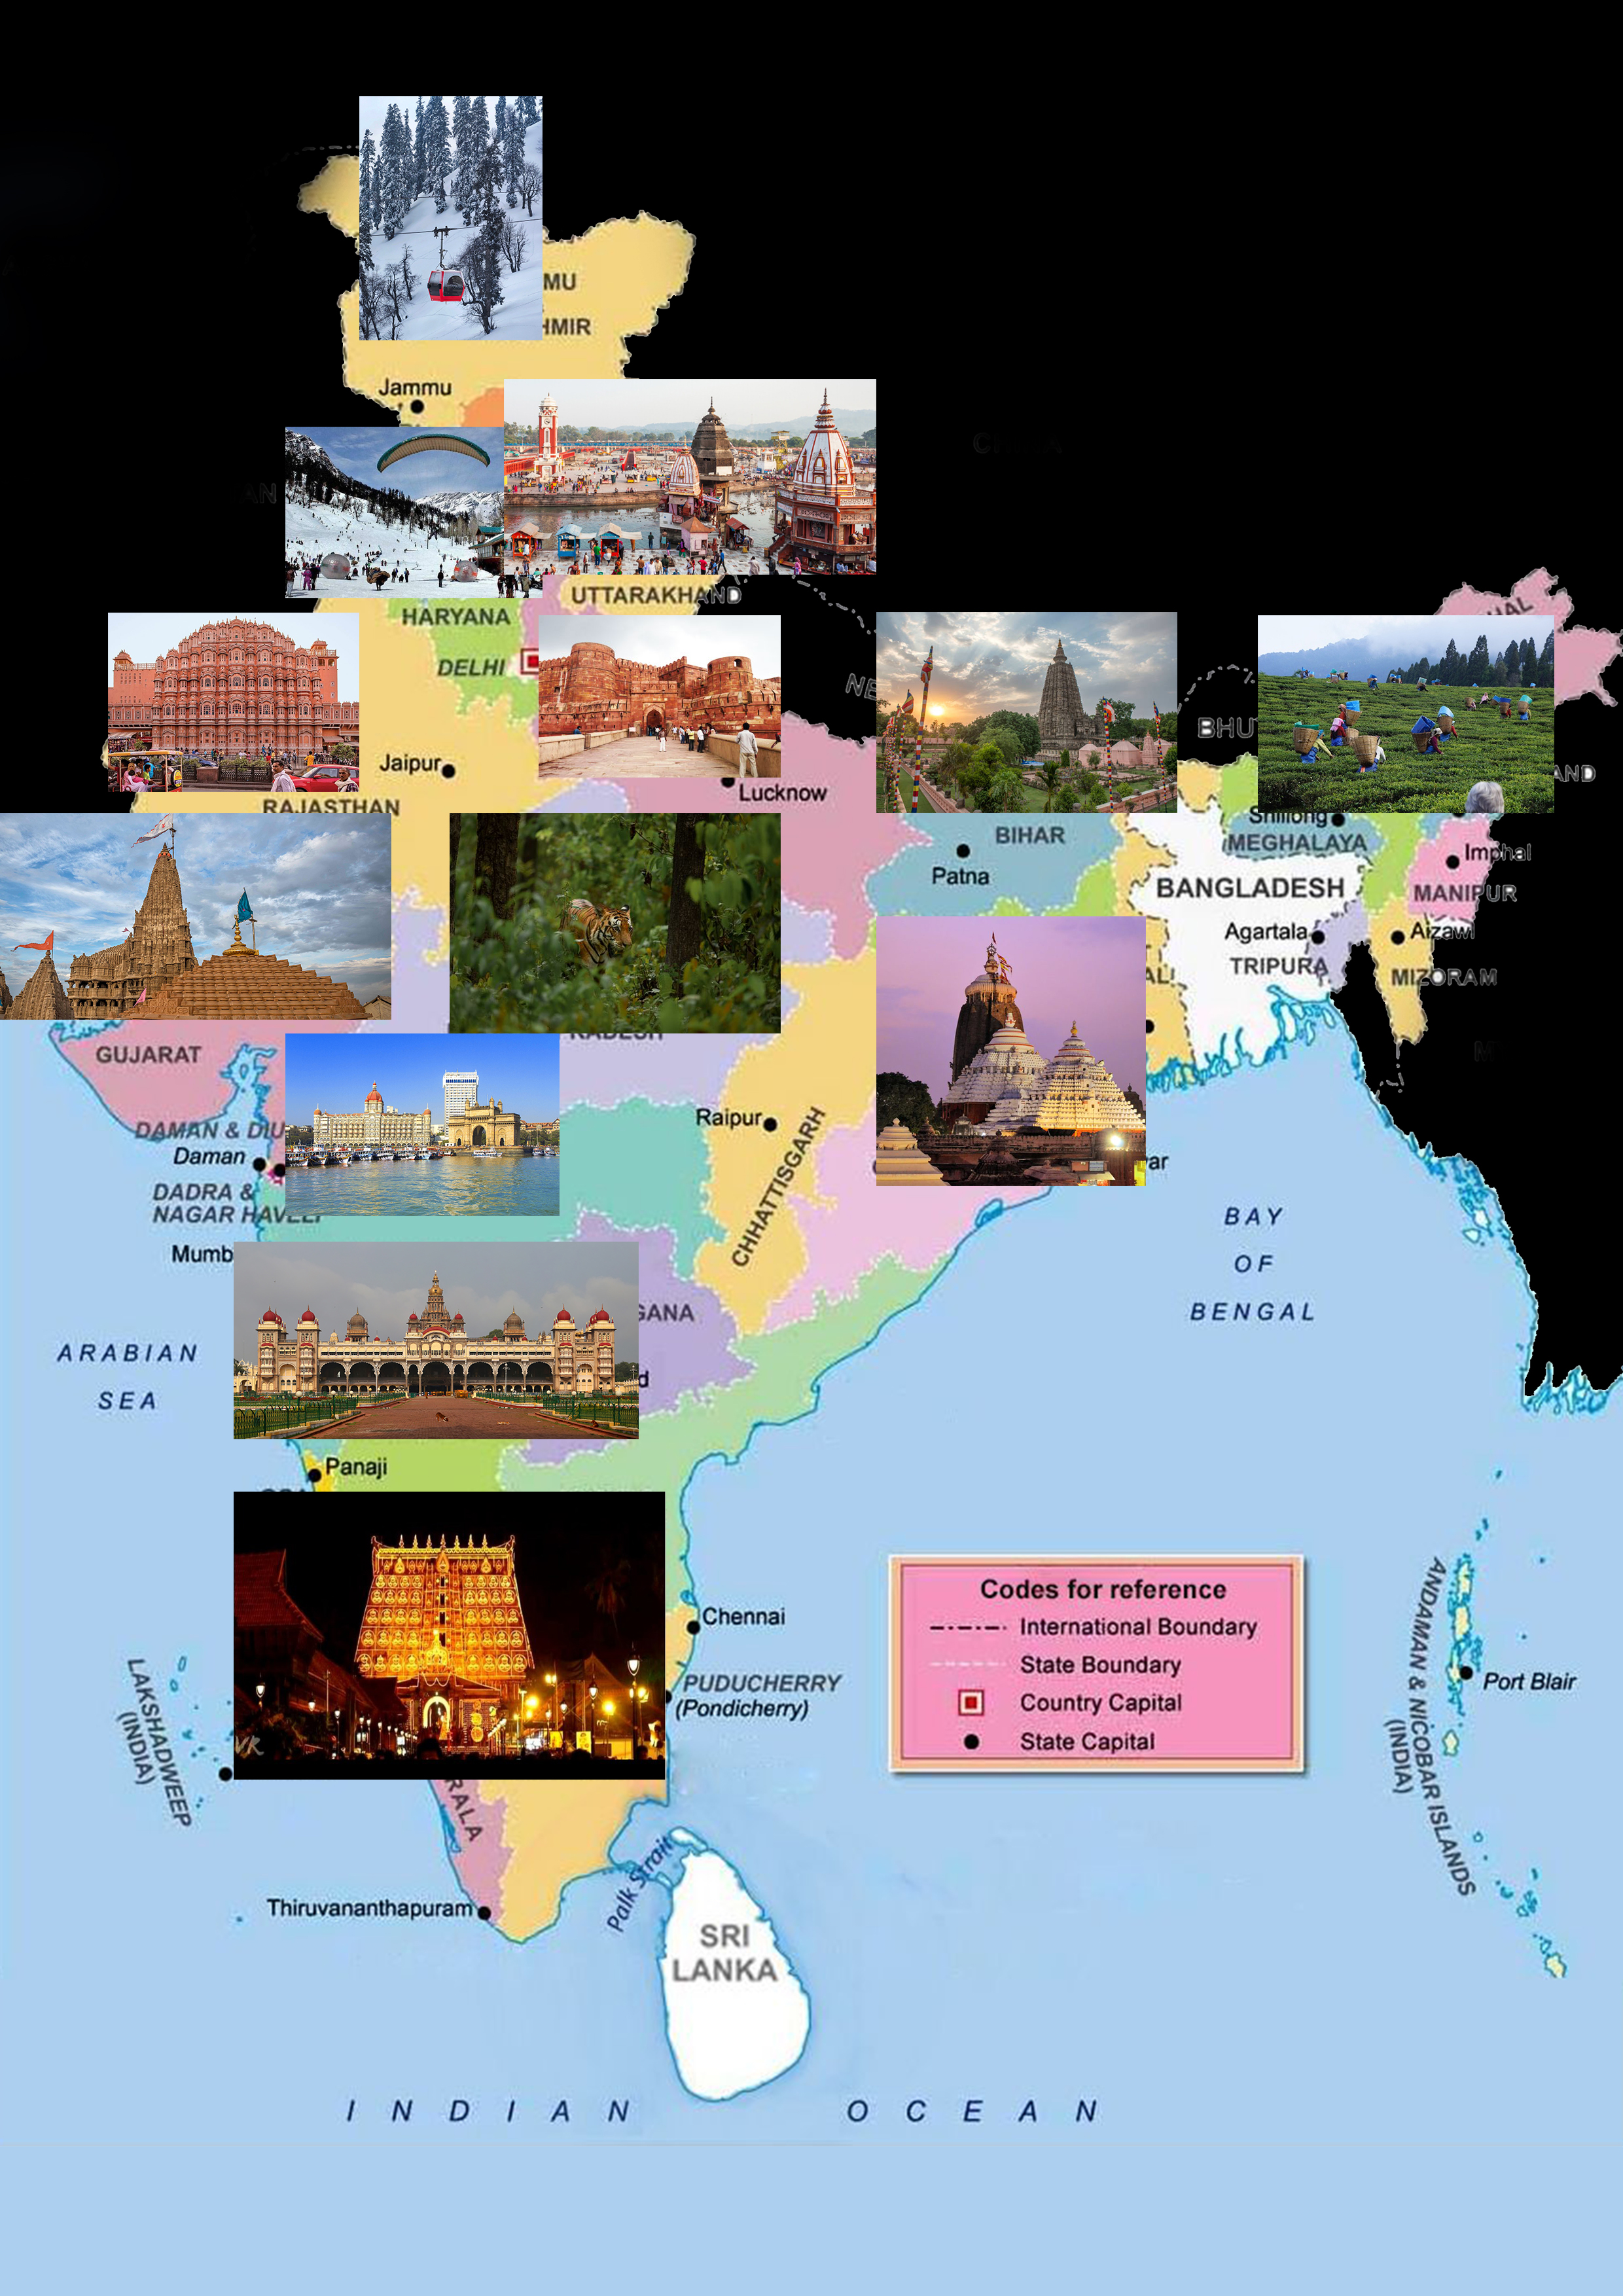 MU
HMIR
Jammu
AN
UTTARAKHAND
HARYANA
DELHI
NE
BHU
AND
Jaipur
Lucknow
RAJASTHAN
Shillong
MEGHALAYA
BIHAR
Patna
Imphal
BANGLADESH
MANIPUR
Agartala
Aizawl
TRIPURA
MIZORAM
AL
GUJARAT
RADESH
M
DAMAN & DIU
Daman
DADRA &
NAGAR HAVELI
Raipur
CHHATTISGARH
ar
Mumb
BAY
OF
BENGAL
GANA
d
ARABIAN
SEA
Panaji
Codes for reference
International Boundary
State Boundary
Country Capital
State Capital
Chennai
PUDUCHERRY
(Pondicherry)
VK
LAKSHADWEEP
(INDIA)
ANDAMAN & NICOBAR ISLANDS
(INDIA)
Port Blair
RALA
Thiruvananthapuram
Palk Strait
SRI
LANKA
INDIAN OCEAN